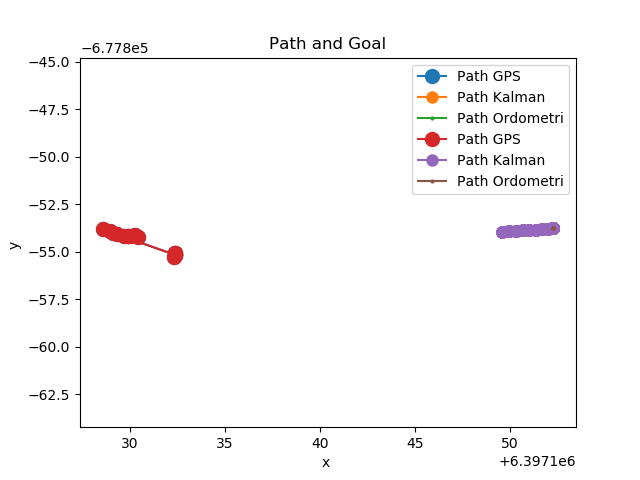 Path and Goal
−6.778e5
−45.0
−47.5
−50.0
−52.5
−55.0
−57.5
−60.0
−62.5
y
Path GPS
Path Kalman
Path Ordometri
Path GPS
Path Kalman
Path Ordometri
30 35 40 45 50
x
+6.3971e6